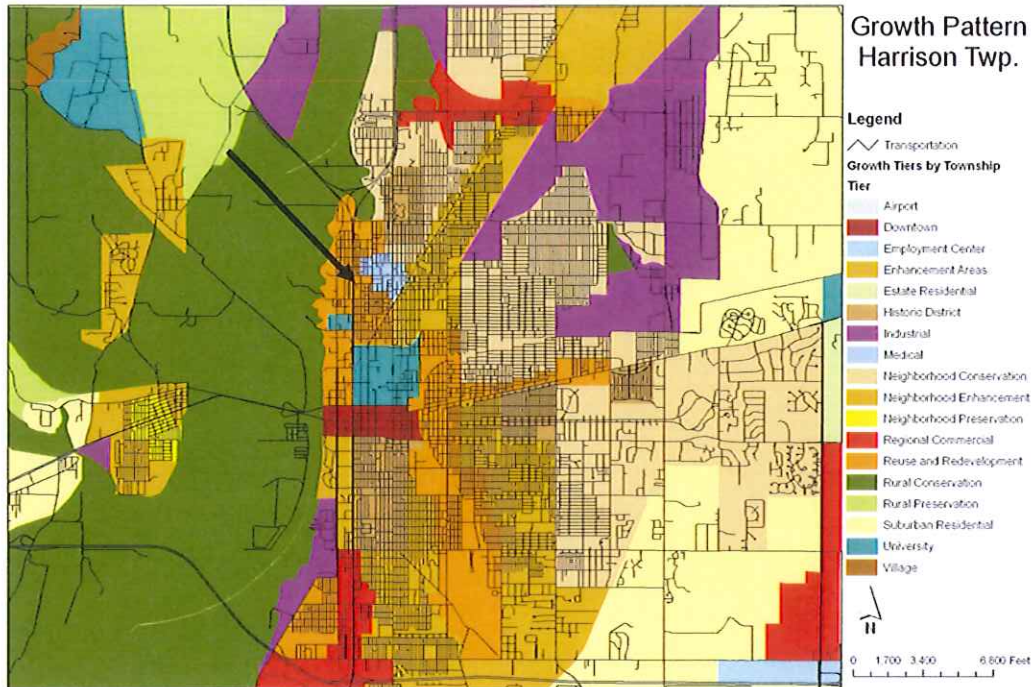 Growth Pattern
Harrison Twp.
Legend
Transportation
Growth Tiers by Township
Tier
Airport
Downtown
Employment Center
Enhancement Areas
Estate Residential
Historic District
Industrial
Medical
Neighborhood Conservation
Neighborhood Enhancement
Neighborhood Preservation
Regional Commercial
Reuse and Redevelopment
Rural Conservation
Rural Preservation
Suburban Residential
University
Village
N
0 1,700 3,400 6,800 Feet